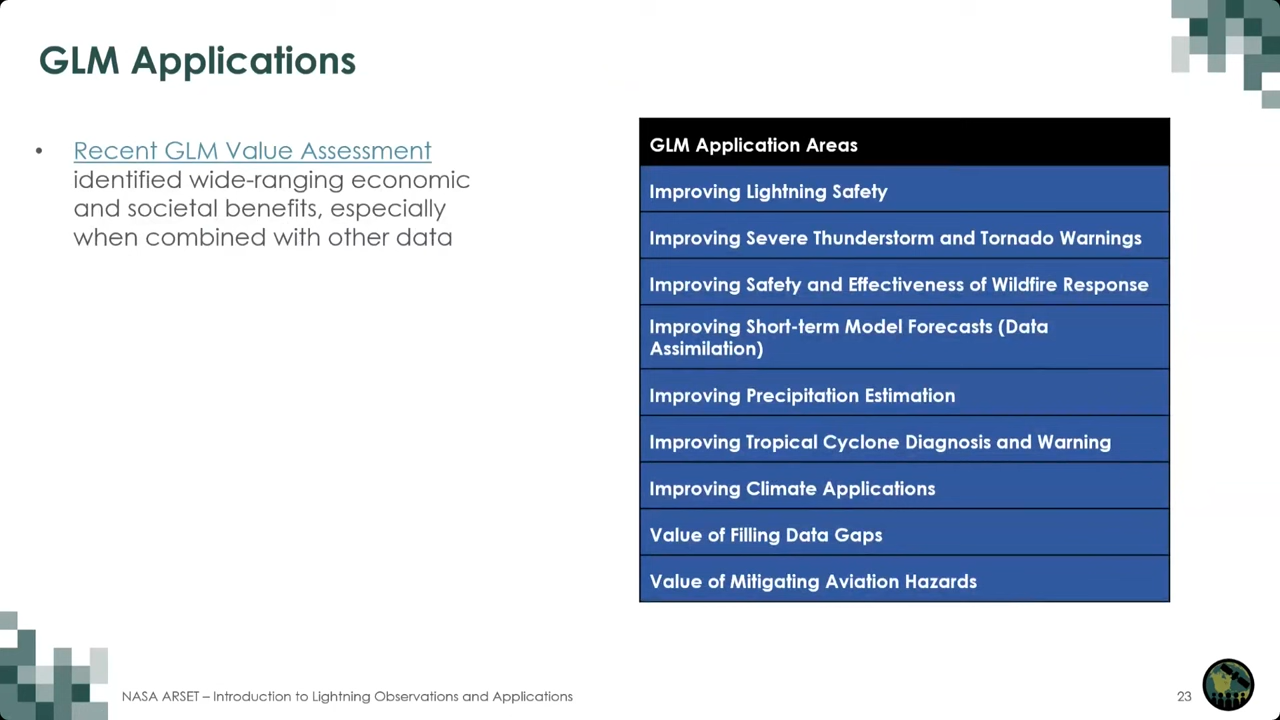 GLM Applications
• Recent GLM Value Assessment
identified wide-ranging economic
and societal benefits, especially
when combined with other data
GLM Application Areas
Improving Lightning Safety
Improving Severe Thunderstorm and Tornado Warnings
Improving Safety and Effectiveness of Wildfire Response
Improving Short-term Model Forecasts (Data
Assimilation)
Improving Precipitation Estimation
Improving Tropical Cyclone Diagnosis and Warning
Improving Climate Applications
Value of Filling Data Gaps
Value of Mitigating Aviation Hazards
NASA ARSET – Introduction to Lightning Observations and Applications
23